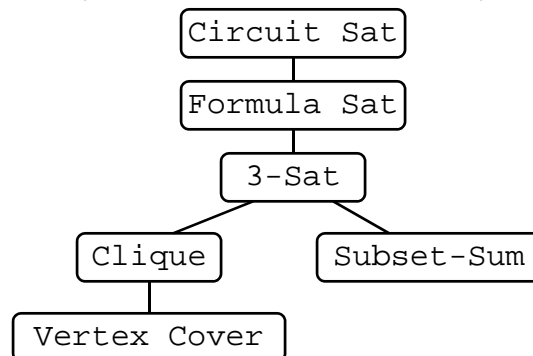 Circuit Sat
Formula Sat
3-Sat
Clique Subset-Sum
Vertex Cover